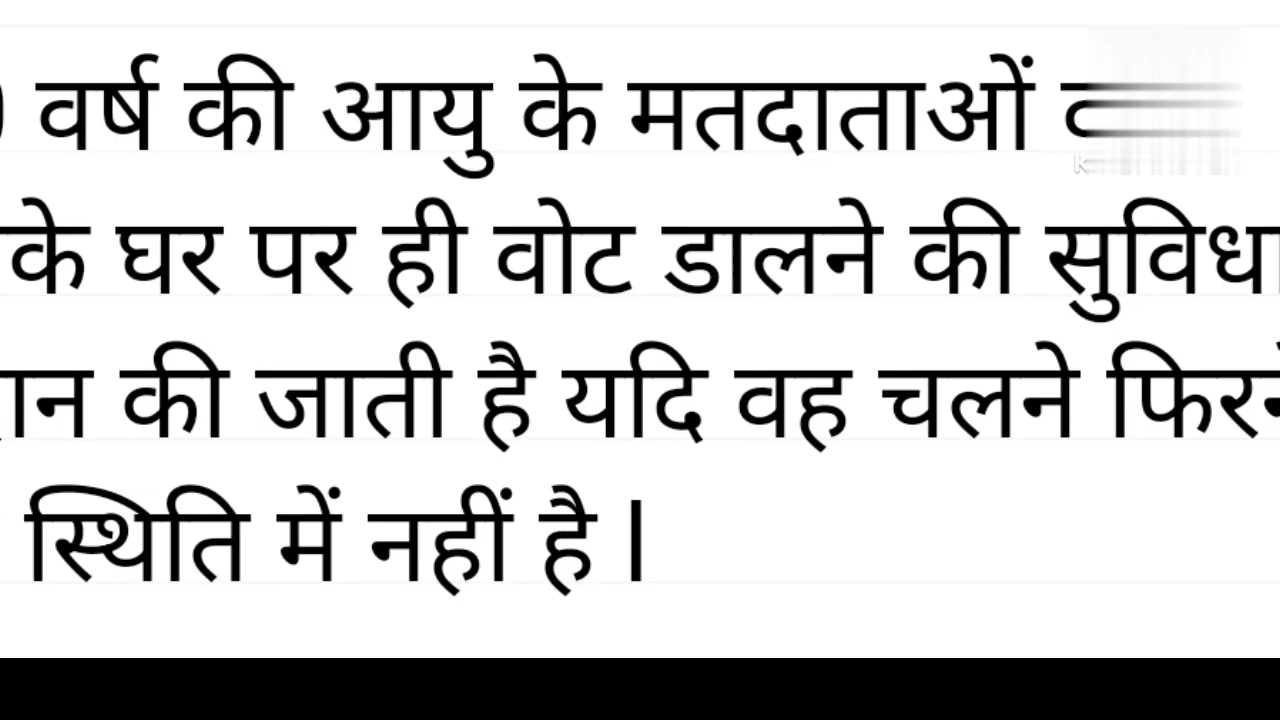 वर्ष की आयु के मतदाताओं
के घर पर ही वोट डालने की सुविधा
की जाती है यदि वह चलने
स्थिति में नहीं है |